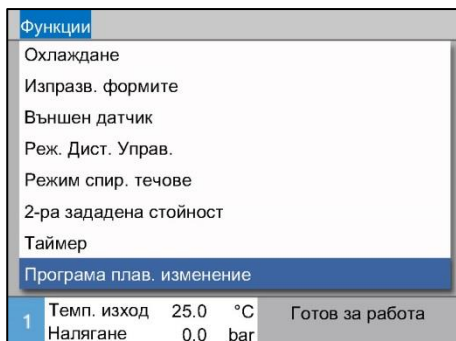 Функции
Охлаждане
Изпразв. формите
Външен датчик
Реж. Дист. Управ.
Режим спир. течове
2-ра зададена стойност
Таймер
Програма плав. изменение
1 Темп. изход 25.0 °C Готов за работа
Налягане 0.0 bar